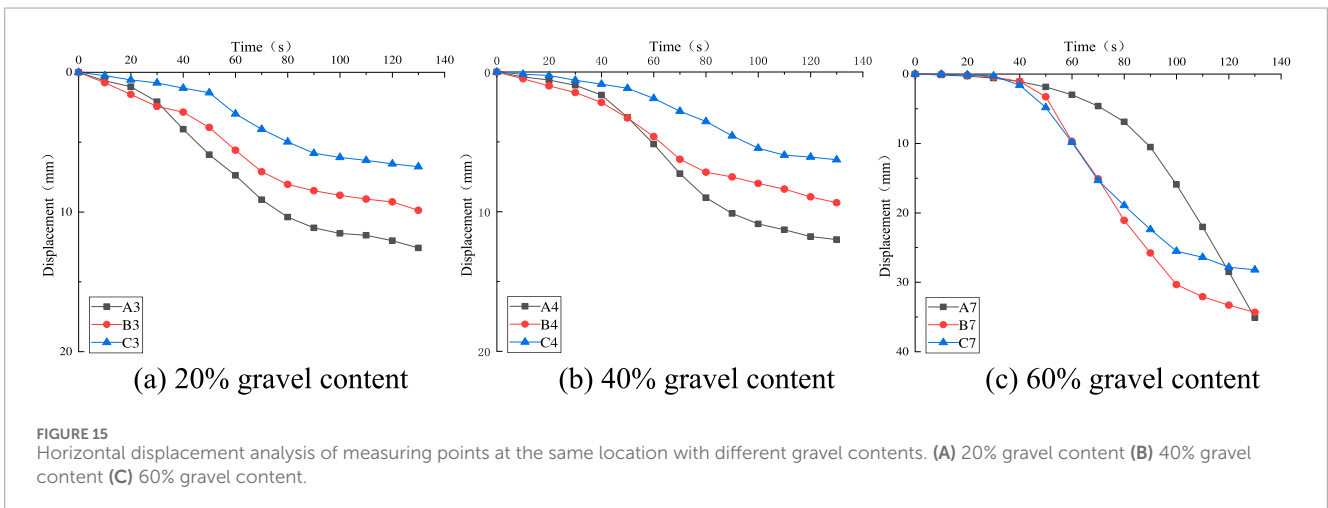 Time（s）
0 20 40 60 80 100 120 140
0
10
20
Displacement（mm）
A3
B3
C3
(a) 20% gravel content
Time（s）
0 20 40 60 80 100 120 140
0
10
20
Displacement（mm）
A4
B4
C4
(b) 40% gravel content
Time（s）
0 20 40 60 80 100 120 140
0
10
20
30
40
Displacement（mm）
A7
B7
C7
(c) 60% gravel content
FIGURE 15
Horizontal displacement analysis of measuring points at the same location with different gravel contents. (A) 20% gravel content (B) 40% gravel
content (C) 60% gravel content.